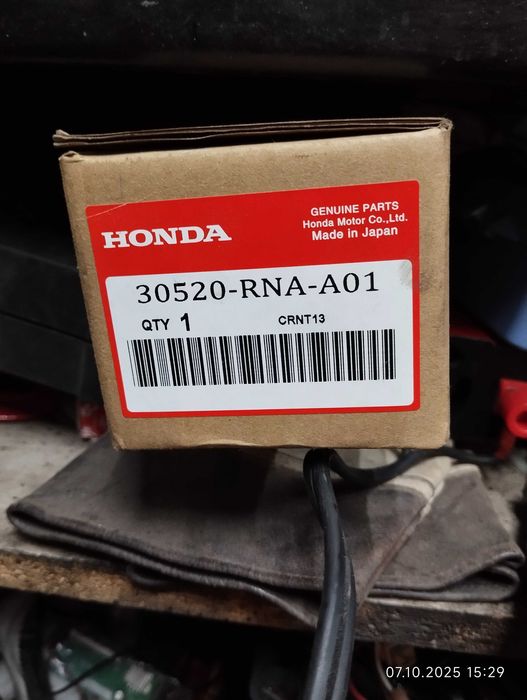 HONDA
GENUINE PARTS
Honda Motor Co.,Ltd.
Made in Japan
30520-RNA-A01
QTY 1
CRNT13
07.10.2025 15:29